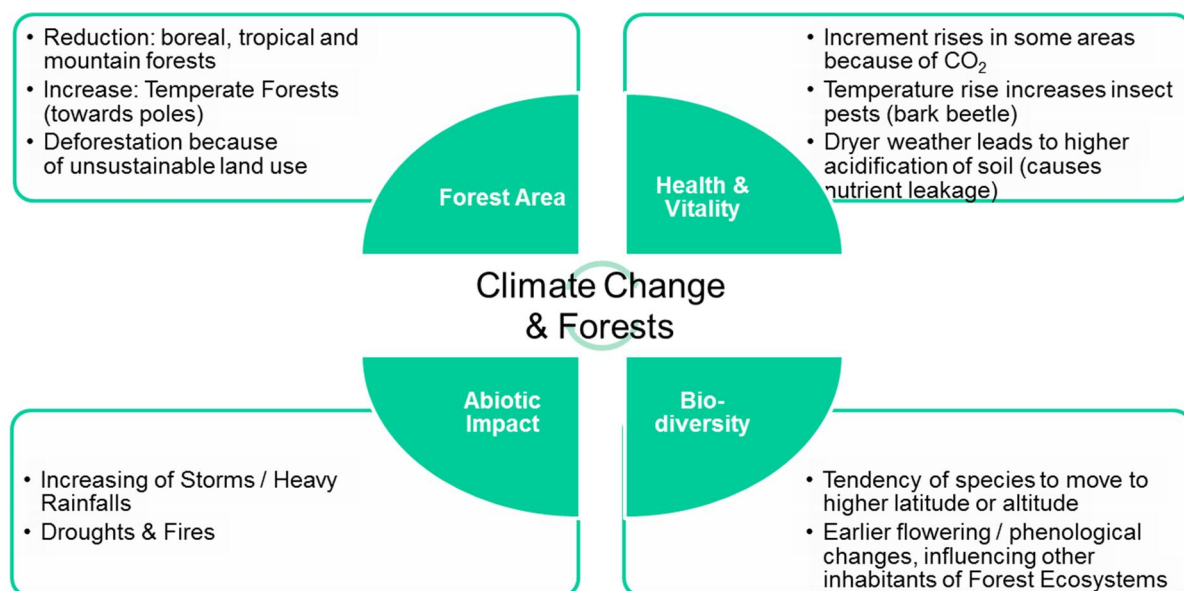 • Reduction: boreal, tropical and
mountain forests
• Increase: Temperate Forests
(towards poles)
• Deforestation because
of unsustainable land use
Forest Area
• Increment rises in some areas
because of CO₂
• Temperature rise increases insect
pests (bark beetle)
• Dryer weather leads to higher
acidification of soil (causes
nutrient leakage)
Health &
Vitality
Climate Change
& Forests
Abiotic
Impact
• Increasing of Storms / Heavy
Rainfalls
• Droughts & Fires
Bio-
diversity
• Tendency of species to move to
higher latitude or altitude
• Earlier flowering / phenological
changes, influencing other
inhabitants of Forest Ecosystems